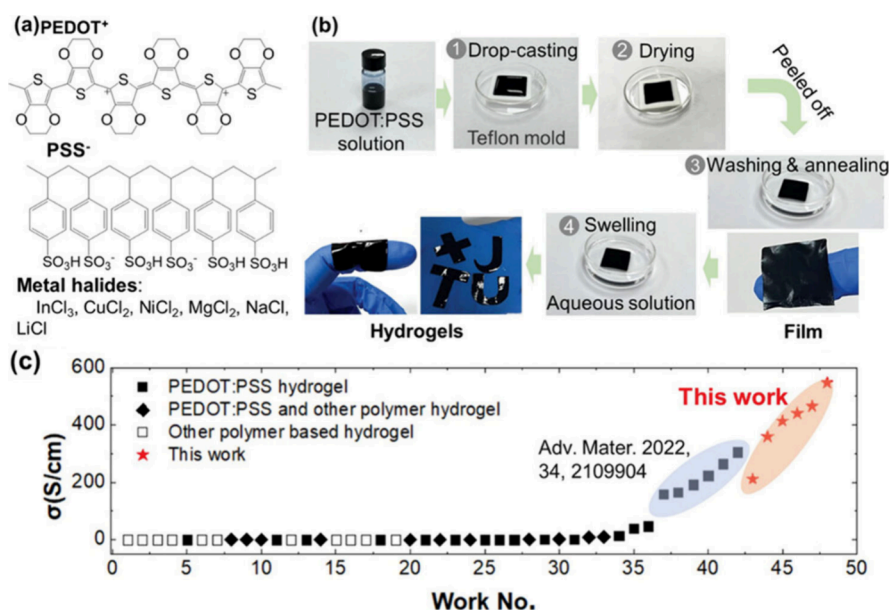 (a)PEDOT⁺
O O O O O O
S S S S S S S
+ +
O O O O O O O O
PSS⁻
SO₃H SO₃⁻ SO₃H SO₃⁻ SO₃H SO₃H
Metal halides:
InCl₃, CuCl₂, NiCl₂, MgCl₂, NaCl,
LiCl
(b)
PEDOT:PSS
solution
1 Drop-casting
Teflon mold
2 Drying
Peeled off
3 Washing & annealing
Film
4 Swelling
Aqueous solution
Hydrogels
(c)
σ(S/cm)
600
400
200
0
PEDOT:PSS hydrogel
PEDOT:PSS and other polymer hydrogel
Other polymer based hydrogel
This work
Adv. Mater. 2022,
34, 2109904
This work
0 5 10 15 20 25 30 35 40 45 50
Work No.